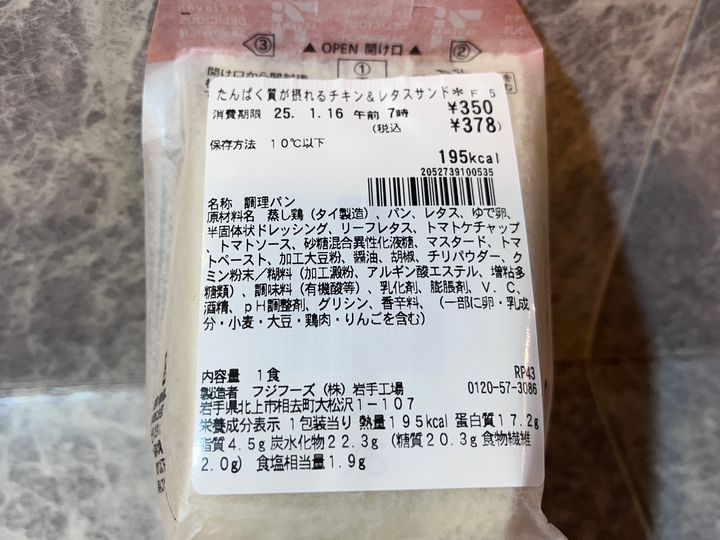 7-Eleven
DELICIOUS
③ ▲ OPEN 開け口 ▲ ②
①
開け口から開封後
たんぱく質が摂れるチキン&レタスサンド* F 5
¥350
消費期限 25. 1.16 午前 7時
(税込 ¥378)
保存方法 10℃以下
195kcal
2052739100535
名称 調理パン
原材料名 蒸し鶏(タイ製造)、パン、レタス、ゆで卵、
半固体状ドレッシング、リーフレタス、トマトケチャップ
、トマトソース、砂糖混合異性化液糖、マスタード、トマ
トペースト、加工大豆粉、醤油、胡椒、チリパウダー、ク
ミン粉末/糊料(加工澱粉、アルギン酸エステル、増粘多
糖類)、調味料(有機酸等)、乳化剤、膨脹剤、V.C、
酒精、pH調整剤、グリシン、香辛料、(一部に卵・乳成
分・小麦・大豆・鶏肉・りんごを含む)
内容量 1食
RP43
製造者 フジフーズ(株)岩手工場
0120-57-3086
岩手県北上市相去町大松沢1-107
栄養成分表示 1包装当り 熱量195kcal 蛋白質17.2g
脂質4.5g 炭水化物22.3g (糖質20.3g 食物繊維
2.0g) 食塩相当量1.9g